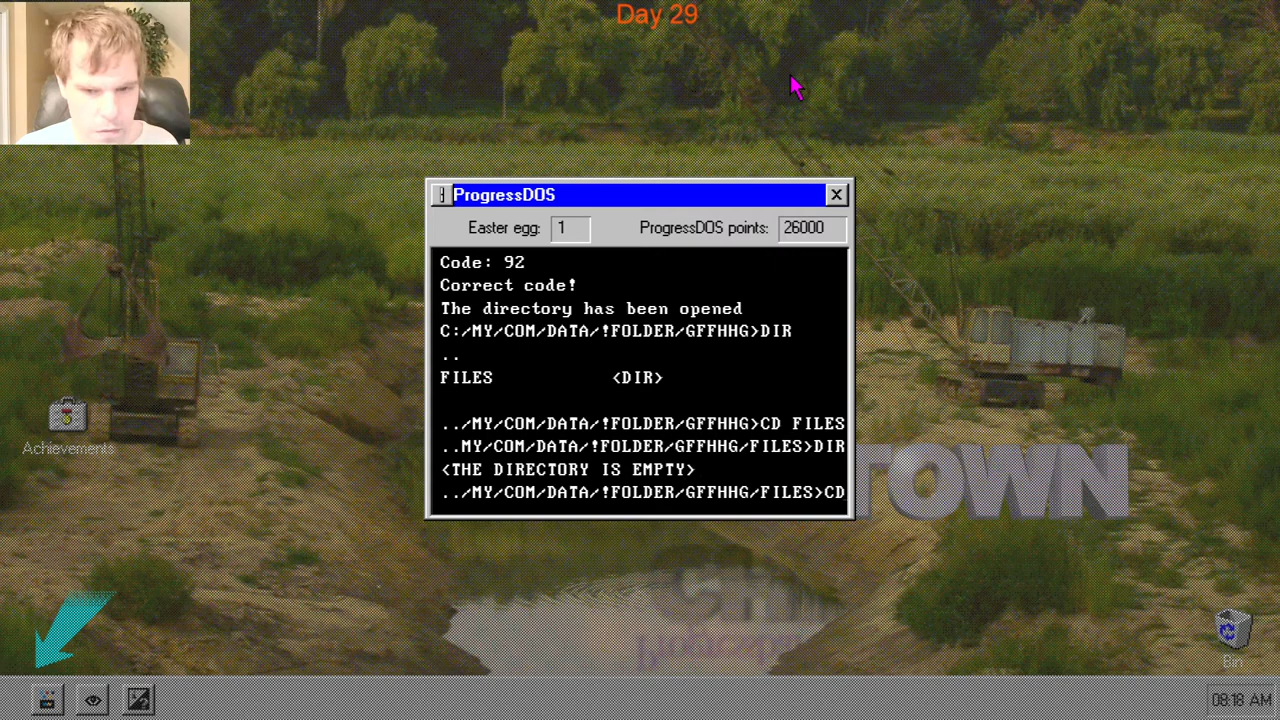 Day 29
ProgressDOS
Easter egg: 1 ProgressDOS points: 26000
Code: 92
Correct code!
The directory has been opened
C:/MY/COM/DATA/!FOLDER/GFFHHG>DIR
..
FILES <DIR>
../MY/COM/DATA/!FOLDER/GFFHHG>CD FILES
..MY/COM/DATA/!FOLDER/GFFHHG/FILES>DIR
<THE DIRECTORY IS EMPTY>
../MY/COM/DATA/!FOLDER/GFFHHG/FILES>CD_
Achievements
TOWN
Bin
08:18 AM